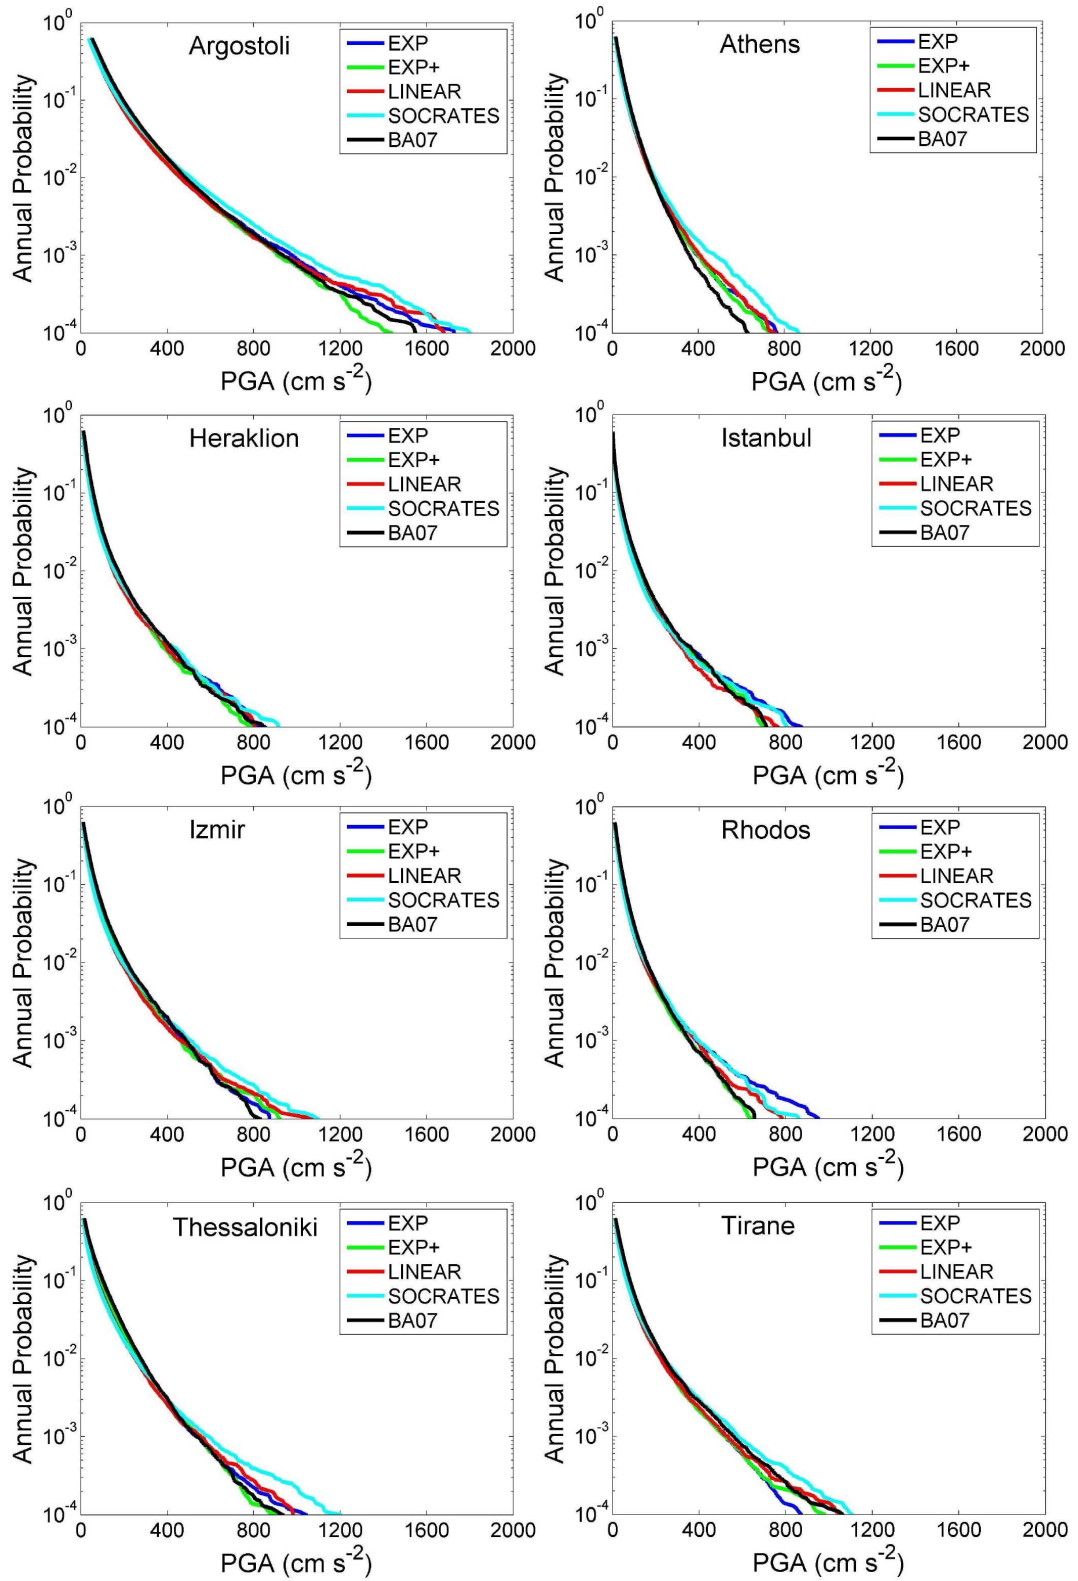 Argostoli
EXP
EXP+
LINEAR
SOCRATES
BA07
Annual Probability
10^0
10^-1
10^-2
10^-3
10^-4
0 400 800 1200 1600 2000
PGA (cm s^-2)
Athens
EXP
EXP+
LINEAR
SOCRATES
BA07
Annual Probability
10^0
10^-1
10^-2
10^-3
10^-4
0 400 800 1200 1600 2000
PGA (cm s^-2)
Heraklion
EXP
EXP+
LINEAR
SOCRATES
BA07
Annual Probability
10^0
10^-1
10^-2
10^-3
10^-4
0 400 800 1200 1600 2000
PGA (cm s^-2)
Istanbul
EXP
EXP+
LINEAR
SOCRATES
BA07
Annual Probability
10^0
10^-1
10^-2
10^-3
10^-4
0 400 800 1200 1600 2000
PGA (cm s^-2)
Izmir
EXP
EXP+
LINEAR
SOCRATES
BA07
Annual Probability
10^0
10^-1
10^-2
10^-3
10^-4
0 400 800 1200 1600 2000
PGA (cm s^-2)
Rhodos
EXP
EXP+
LINEAR
SOCRATES
BA07
Annual Probability
10^0
10^-1
10^-2
10^-3
10^-4
0 400 800 1200 1600 2000
PGA (cm s^-2)
Thessaloniki
EXP
EXP+
LINEAR
SOCRATES
BA07
Annual Probability
10^0
10^-1
10^-2
10^-3
10^-4
0 400 800 1200 1600 2000
PGA (cm s^-2)
Tirane
EXP
EXP+
LINEAR
SOCRATES
BA07
Annual Probability
10^0
10^-1
10^-2
10^-3
10^-4
0 400 800 1200 1600 2000
PGA (cm s^-2)